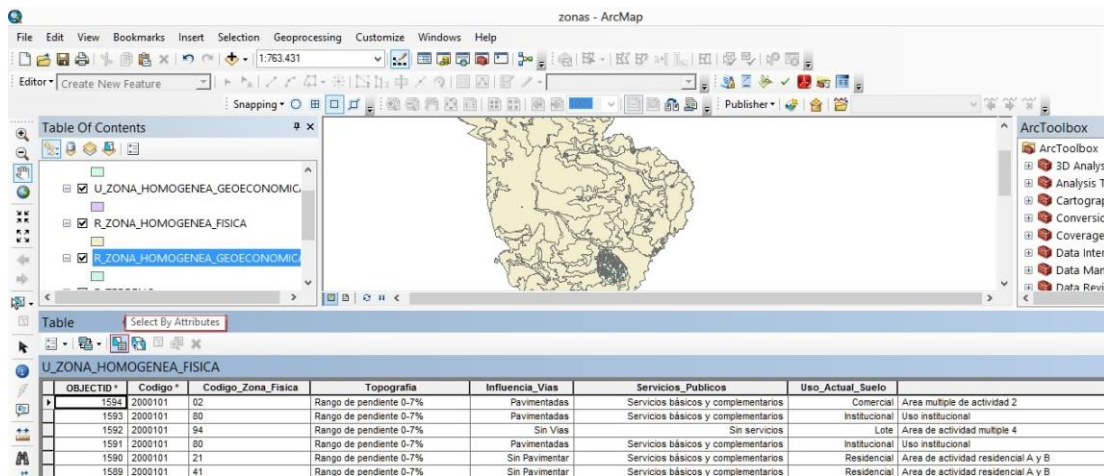 zonas - ArcMap
File Edit View Bookmarks Insert Selection Geoprocessing Customize Windows Help
1:763.431
Editor Create New Feature
Snapping 100% Publisher
Table Of Contents
U_ZONA_HOMOGENEA_GEOECONOMIC
R_ZONA_HOMOGENEA_FISICA
R_ZONA_HOMOGENEA_GEOECONOMIC
ArcToolbox
ArcToolbox
3D Analys
Analysis T
Cartograp
Conversio
Coverage
Data Inter
Data Man
Data Revi
Table
Select By Attributes
U_ZONA_HOMOGENEA_FISICA
OBJECTID * Codigo * Codigo_Zona_Fisica Topografia Influencia_Vias Servicios_Publicos Uso_Actual_Suelo
1594 2000101 02 Rango de pendiente 0-7% Pavimentadas Servicios básicos y complementarios Comercial Area multiple de actividad 2
1593 2000101 80 Rango de pendiente 0-7% Pavimentadas Servicios básicos y complementarios Institucional Uso institucional
1592 2000101 94 Rango de pendiente 0-7% Sin Vias Sin servicios Lote Area de actividad multiple 4
1591 2000101 80 Rango de pendiente 0-7% Pavimentadas Servicios básicos y complementarios Institucional Uso institucional
1590 2000101 21 Rango de pendiente 0-7% Sin Pavimentar Servicios básicos y complementarios Residencial Area de actividad residencial A y B
1589 2000101 41 Rango de pendiente 0-7% Sin Pavimentar Servicios básicos y complementarios Residencial Area de actividad residencial A y B